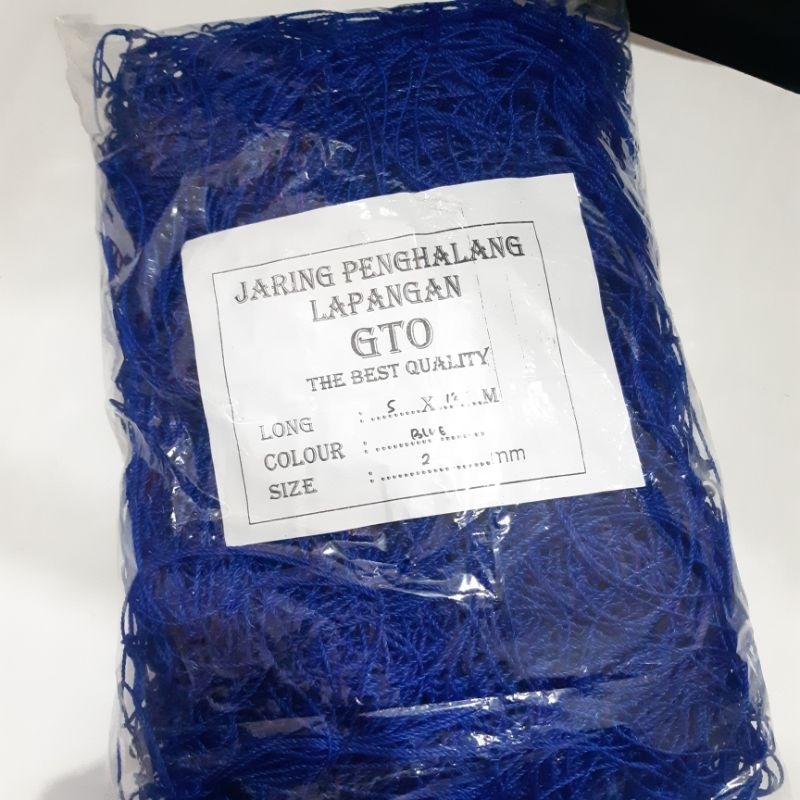 JARING PENGHALANG
LAPANGAN
GTO
THE BEST QUALITY
LONG : ....5....X.........M
COLOUR : .......BLUE........
SIZE : ........2.........mm